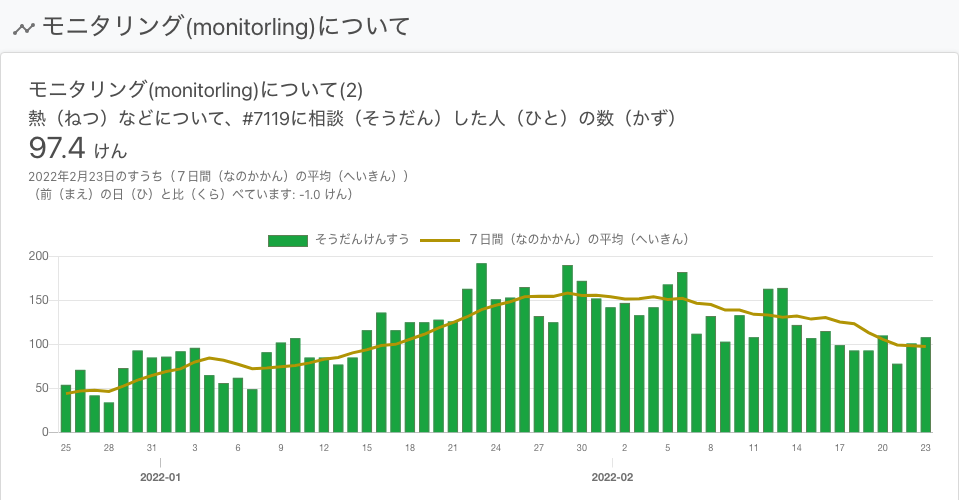 モニタリング(monitorling)について
モニタリング(monitorling)について(2)
熱（ねつ）などについて、#7119に相談（そうだん）した人（ひと）の数（かず）
97.4 けん
2022年2月23日のすうち（７日間（なのかかん）の平均（へいきん））
（前（まえ）の日（ひ）と比（くら）べています: -1.0 けん）
そうだんけんすう ７日間（なのかかん）の平均（へいきん）
200
150
100
50
0
25 28 31 3 6 9 12 15 18 21 24 27 30 2 5 8 11 14 17 20 23
2022-01 2022-02